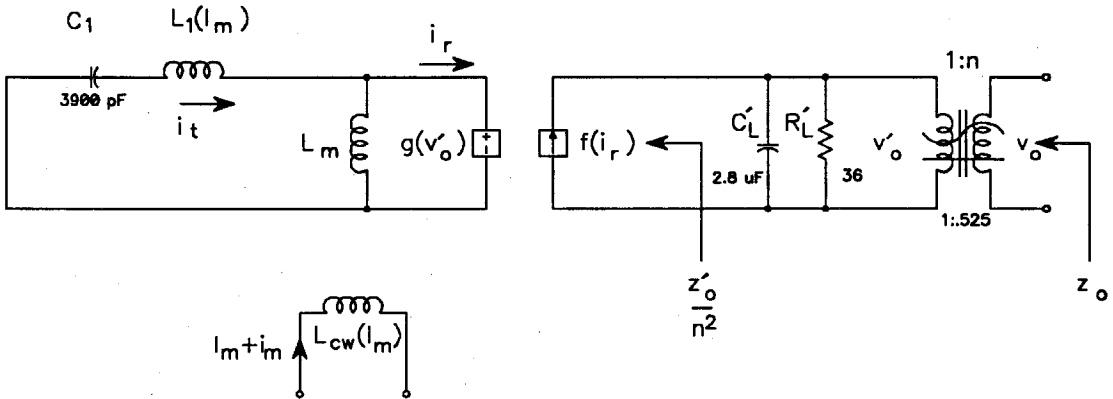 C1
L1(Im)
3900 pF
it
ir
Lm
g(v'o)
+
f(ir)
C'L
2.8 uF
R'L
36
v'o
1:n
1:.525
vo
z'o
n2
zo
Im+im
Lcw(Im)